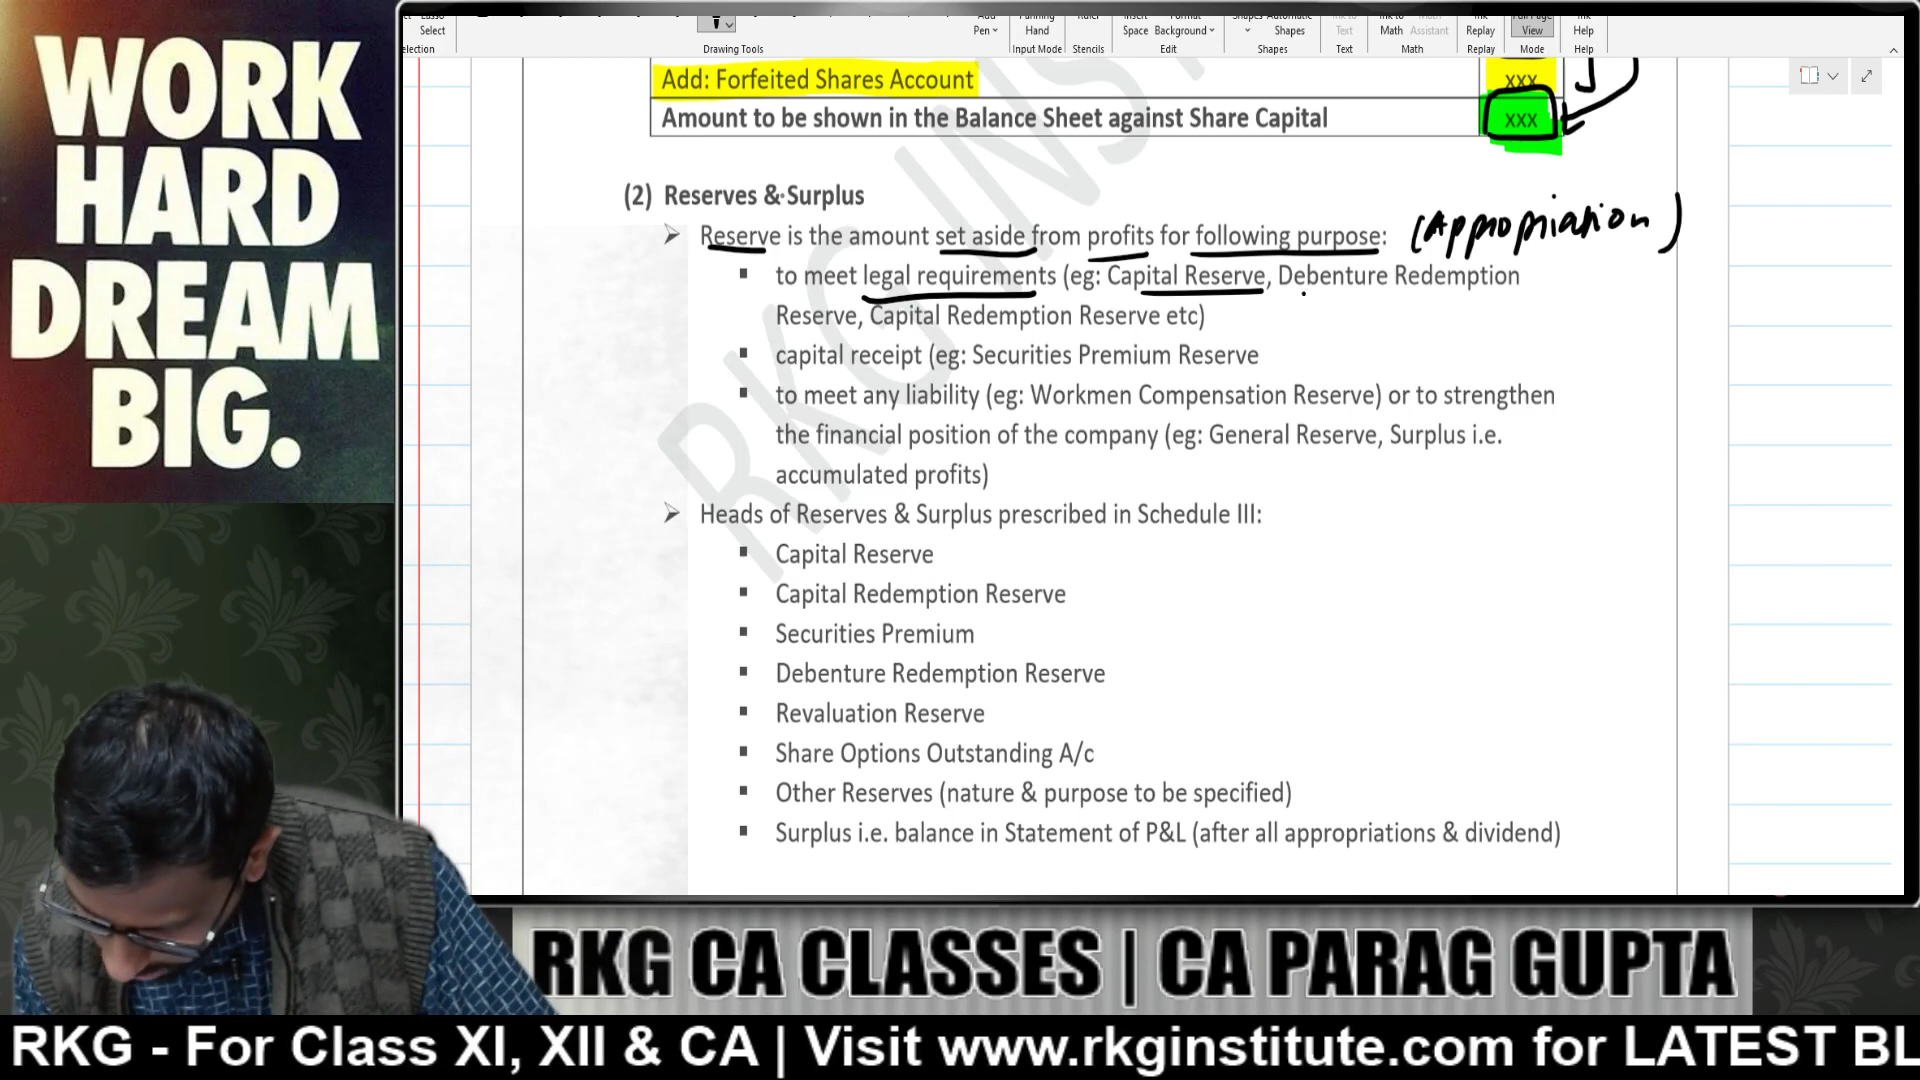 WORK
HARD
DREAM
BIG.
Select
Drawing Tools
Pen
Hand
Input Mode
Stencils
Space
Background
Edit
Shapes
Shapes
Text
Text
Math
Assistant
Math
Replay
Replay
View
Mode
Help
Help
Add: Forfeited Shares Account xxx
Amount to be shown in the Balance Sheet against Share Capital xxx
(2) Reserves & Surplus
Reserve is the amount set aside from profits for following purpose: (Appropriation)
to meet legal requirements (eg: Capital Reserve, Debenture Redemption
Reserve, Capital Redemption Reserve etc)
capital receipt (eg: Securities Premium Reserve
to meet any liability (eg: Workmen Compensation Reserve) or to strengthen
the financial position of the company (eg: General Reserve, Surplus i.e.
accumulated profits)
Heads of Reserves & Surplus prescribed in Schedule III:
Capital Reserve
Capital Redemption Reserve
Securities Premium
Debenture Redemption Reserve
Revaluation Reserve
Share Options Outstanding A/c
Other Reserves (nature & purpose to be specified)
Surplus i.e. balance in Statement of P&L (after all appropriations & dividend)
RKG INST
RKG CA CLASSES | CA PARAG GUPTA
RKG - For Class XI, XII & CA | Visit www.rkginstitute.com for LATEST BL